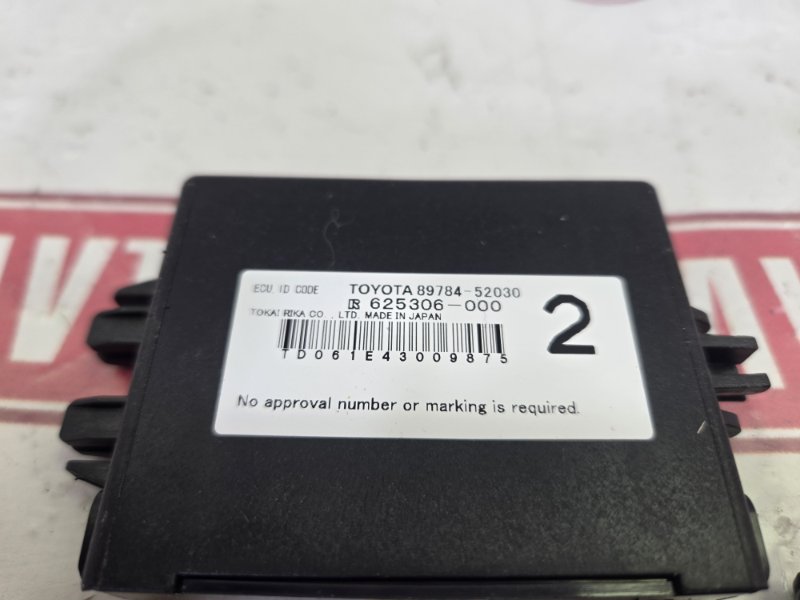 ECU ID CODE TOYOTA 89784-52030
625306-000
TOKAI RIKA CO., LTD. MADE IN JAPAN
2
TD061E43009875
No approval number or marking is required.